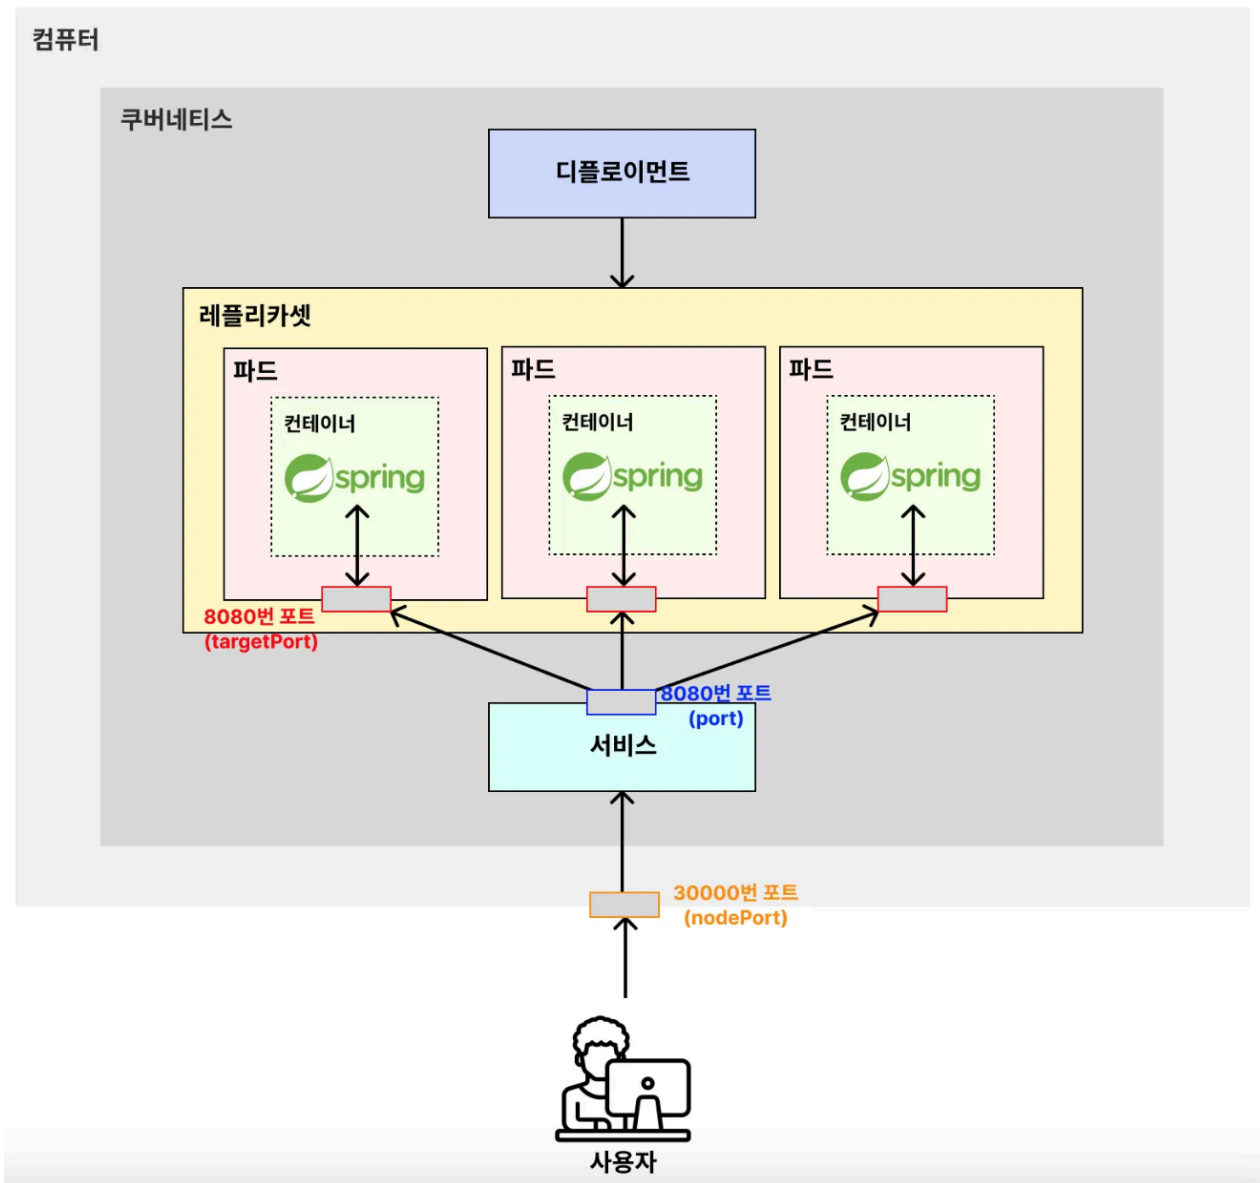 컴퓨터
쿠버네티스
디플로이먼트
레플리카셋
파드
파드
파드
컨테이너
컨테이너
컨테이너
spring
spring
spring
8080번 포트
(targetPort)
8080번 포트
(port)
서비스
30000번 포트
(nodePort)
사용자